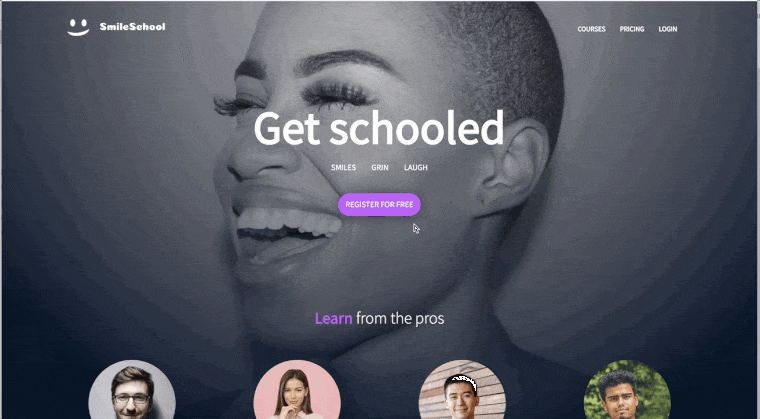 SmileSchool
COURSES PRICING LOGIN
Get schooled
SMILES GRIN LAUGH
REGISTER FOR FREE
Learn from the pros